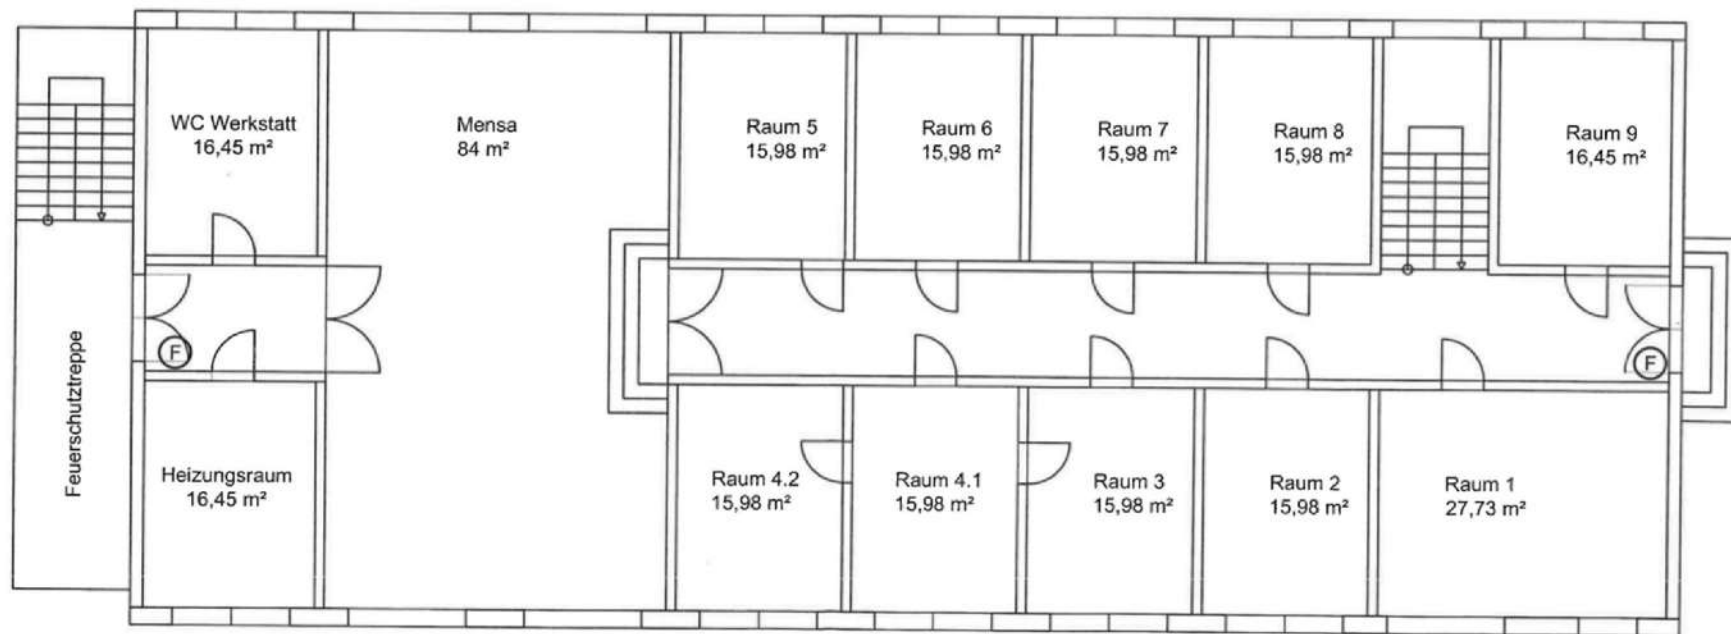 WC Werkstatt
16,45 m²
Mensa
84 m²
Raum 5
15,98 m²
Raum 6
15,98 m²
Raum 7
15,98 m²
Raum 8
15,98 m²
Raum 9
16,45 m²
Feuerschutztreppe
F
F
Heizungsraum
16,45 m²
Raum 4.2
15,98 m²
Raum 4.1
15,98 m²
Raum 3
15,98 m²
Raum 2
15,98 m²
Raum 1
27,73 m²